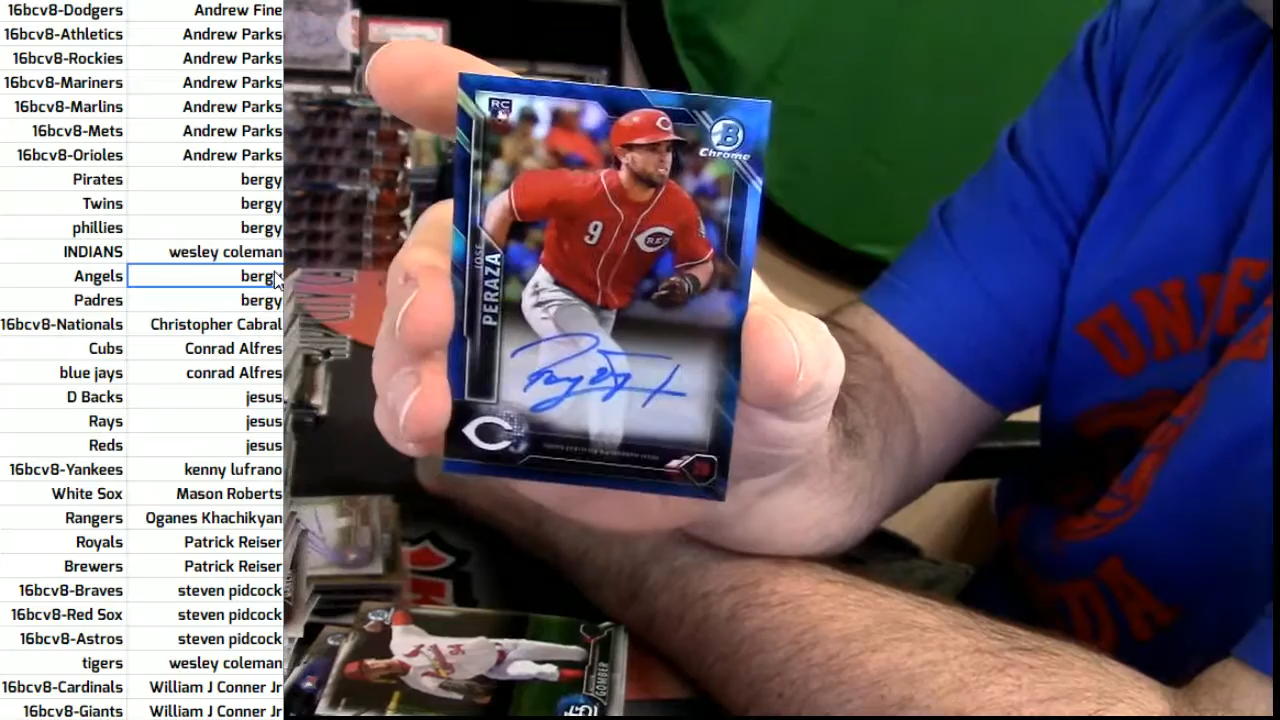 16bcv8-Dodgers Andrew Fine
16bcv8-Athletics Andrew Parks
16bcv8-Rockies Andrew Parks
16bcv8-Mariners Andrew Parks
16bcv8-Marlins Andrew Parks
16bcv8-Mets Andrew Parks
16bcv8-Orioles Andrew Parks
Pirates bergy
Twins bergy
phillies bergy
INDIANS wesley coleman
Angels berg
Padres bergy
16bcv8-Nationals Christopher Cabral
Cubs Conrad Alfres
blue jays conrad Alfres
D Backs jesus
Rays jesus
Reds jesus
16bcv8-Yankees kenny lufrano
White Sox Mason Roberts
Rangers Oganes Khachikyan
Royals Patrick Reiser
Brewers Patrick Reiser
16bcv8-Braves steven pidcock
16bcv8-Red Sox steven pidcock
16bcv8-Astros steven pidcock
tigers wesley coleman
16bcv8-Cardinals William J Conner Jr
16bcv8-Giants William J Conner Jr
RC
B
Chrome
9
REDS
JOSE
PERAZA
C
GOMBER